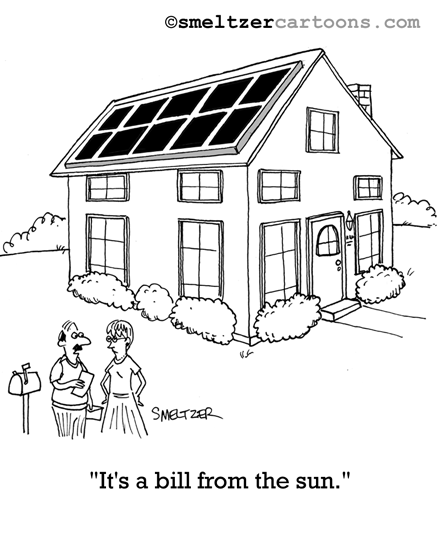 ©smeltzercartoons.com
SMELTZER
"It's a bill from the sun."